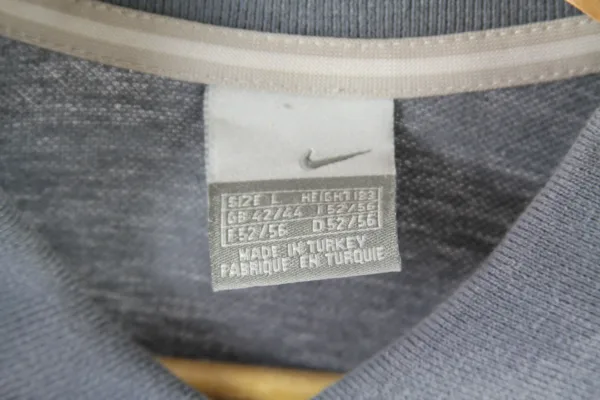 SIZE L HEIGHT 183
GB 42/44 I 52/56
F 52/56 D 52/56
MADE IN TURKEY
FABRIQUE EN TURQUIE